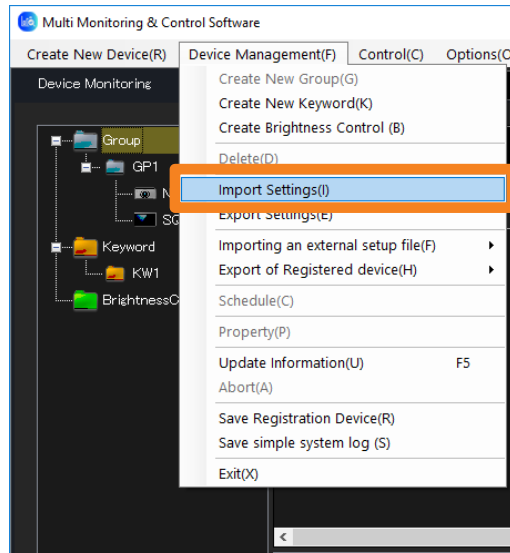 Multi Monitoring & Control Software
Create New Device(R) Device Management(F) Control(C) Options(O
Device Monitoring
Create New Group(G)
Create New Keyword(K)
Create Brightness Control (B)
Delete(D)
Import Settings(I)
Export Settings(E)
Importing an external setup file(F)
Export of Registered device(H)
Schedule(C)
Property(P)
Update Information(U) F5
Abort(A)
Save Registration Device(R)
Save simple system log (S)
Exit(X)
Group
GP1
N
SG
Keyword
KW1
BrightnessC